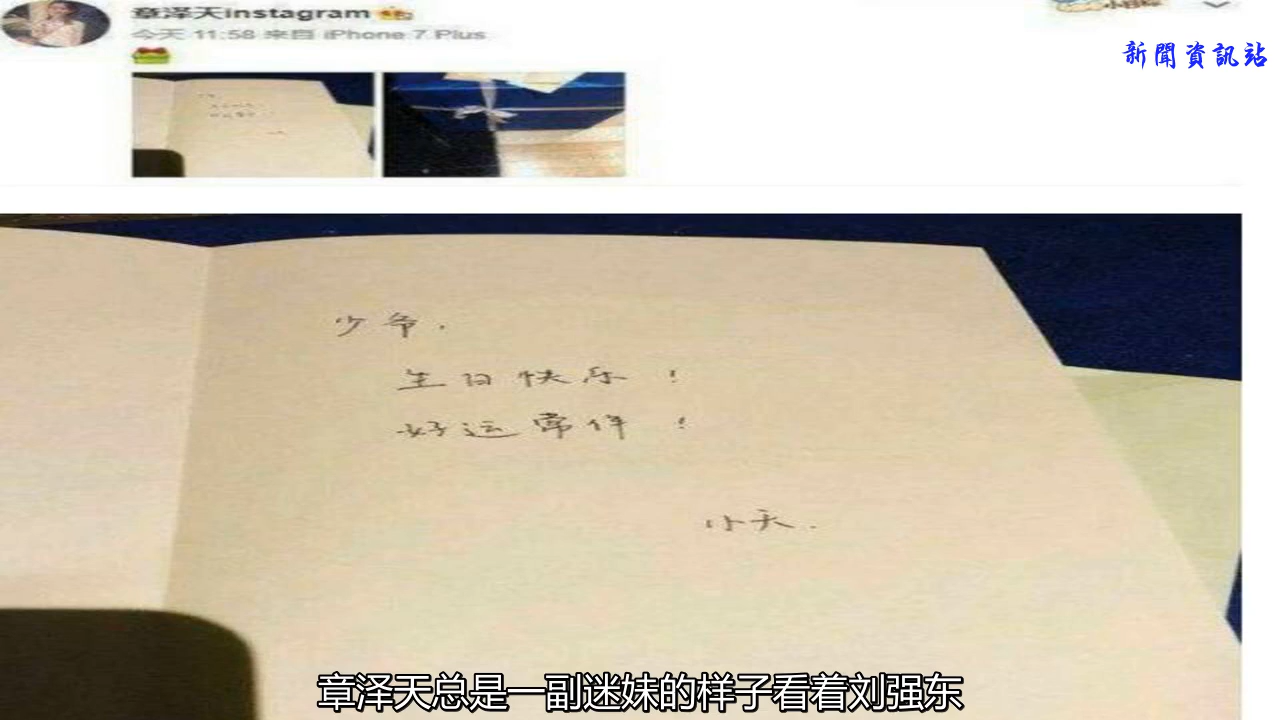 章泽天instagram
今天 11:58 来自 iPhone 7 Plus
新聞資訊站
少爷.
生日快乐!
好运常伴!
小天.
章泽天总是一副迷妹的样子看着刘强东